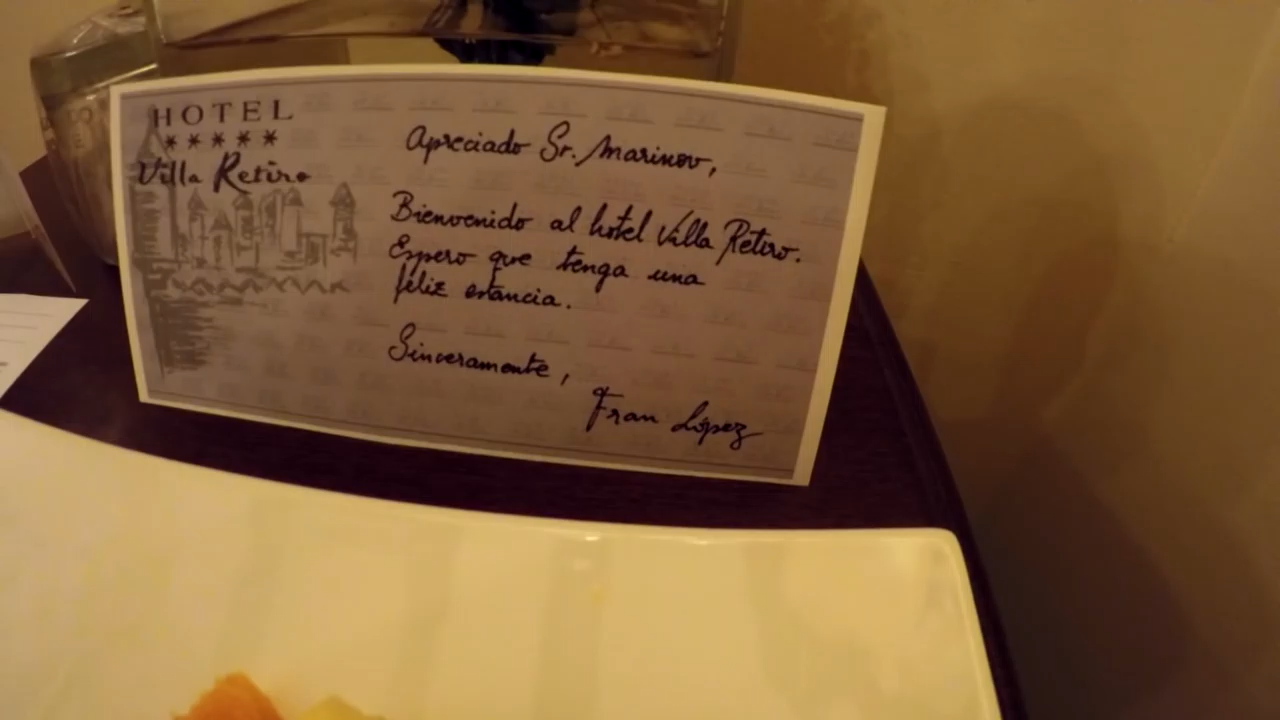 HOTEL
*****
Villa Retiro
Apreciado Sr. Marinov,
Bienvenido al hotel Villa Retiro.
Espero que tenga una
feliz estancia.
Sinceramente,
Fran López